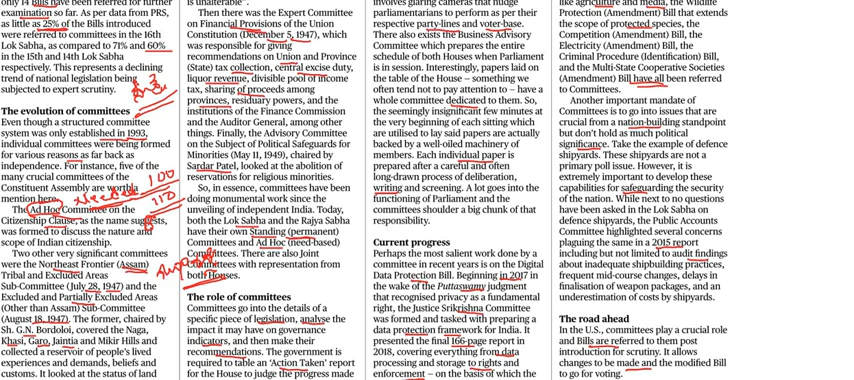 only 14 Bills have been referred for further
examination so far. As per data from PRS,
as little as 25% of the Bills introduced
were referred to committees in the 16th
Lok Sabha, as compared to 71% and 60%
in the 15th and 14th Lok Sabha
respectively. This represents a declining
trend of national legislation being
subjected to expert scrutiny.
The evolution of committees
Even though a structured committee
system was only established in 1993,
individual committees were being formed
for various reasons as far back as
independence. For instance, five of the
many crucial committees of the
Constituent Assembly are worth a
mention here.
The Ad Hoc Committee on the
Citizenship Clause, as the name suggests,
was formed to discuss the nature and
scope of Indian citizenship.
Two other very significant committees
were the Northeast Frontier (Assam)
Tribal and Excluded Areas
Sub-Committee (July 28, 1947) and the
Excluded and Partially Excluded Areas
(Other than Assam) Sub-Committee
(August 18, 1947). The former, chaired by
Sh. G.N. Bordoloi, covered the Naga,
Khasi, Garo, Jaintia and Mikir Hills and
collected a reservoir of people's lived
experiences and demands, beliefs and
customs. It looked at the status of land
100
110
is unalterable".
Then there was the Expert Committee
on Financial Provisions of the Union
Constitution (December 5, 1947), which
was responsible for giving
recommendations on Union and Province
(State) tax collection, central excise duty,
liquor revenue, divisible pool of income
tax, sharing of proceeds among
provinces, residuary powers, and the
institutions of the Finance Commission
and the Auditor General, among other
things. Finally, the Advisory Committee
on the Subject of Political Safeguards for
Minorities (May 11, 1949), chaired by
Sardar Patel, looked at the abolition of
reservations for religious minorities.
So, in essence, committees have been
doing monumental work since the
unveiling of independent India. Today,
both the Lok Sabha and the Rajya Sabha
have their own Standing (permanent)
Committees and Ad Hoc (need-based)
Committees. There are also Joint
Committees with representation from
both Houses.
The role of committees
Committees go into the details of a
specific piece of legislation, analyse the
impact it may have on governance
indicators, and then make their
recommendations. The government is
required to table an 'Action Taken' report
for the House to judge the progress made
involves glaring cameras that nudge
parliamentarians to perform as per their
respective party-lines and voter-base.
There also exists the Business Advisory
Committee which prepares the entire
schedule of both Houses when Parliament
is in session. Interestingly, papers laid on
the table of the House – something we
often tend not to pay attention to – have a
whole committee dedicated to them. So,
the seemingly insignificant few minutes at
the very beginning of each sitting which
are utilised to lay said papers are actually
backed by a well-oiled machinery of
members. Each individual paper is
prepared after a careful and often
long-drawn process of deliberation,
writing and screening. A lot goes into the
functioning of Parliament and the
committees shoulder a big chunk of that
responsibility.
Current progress
Perhaps the most salient work done by a
committee in recent years is on the Digital
Data Protection Bill. Beginning in 2017 in
the wake of the Puttaswamy judgment
that recognised privacy as a fundamental
right, the Justice Srikrishna Committee
was formed and tasked with preparing a
data protection framework for India. It
presented the final 166-page report in
2018, covering everything from data
processing and storage to rights and
enforcement – on the basis of which the
like agriculture and media, the Wildlife
Protection (Amendment) Bill that extends
the scope of protected species, the
Competition (Amendment) Bill, the
Electricity (Amendment) Bill, the
Criminal Procedure (Identification) Bill,
and the Multi-State Cooperative Societies
(Amendment) Bill have all been referred
to Committees.
Another important mandate of
Committees is to go into issues that are
crucial from a nation-building standpoint
but don't hold as much political
significance. Take the example of defence
shipyards. These shipyards are not a
primary poll issue. However, it is
extremely important to develop these
capabilities for safeguarding the security
of the nation. While next to no questions
have been asked in the Lok Sabha on
defence shipyards, the Public Accounts
Committee highlighted several concerns
plaguing the same in a 2015 report
including but not limited to audit findings
about inadequate shipbuilding practices,
frequent mid-course changes, delays in
finalisation of weapon packages, and an
underestimation of costs by shipyards.
The road ahead
In the U.S., committees play a crucial role
and Bills are referred to them post
introduction for scrutiny. It allows
changes to be made and the modified Bill
to go for voting.